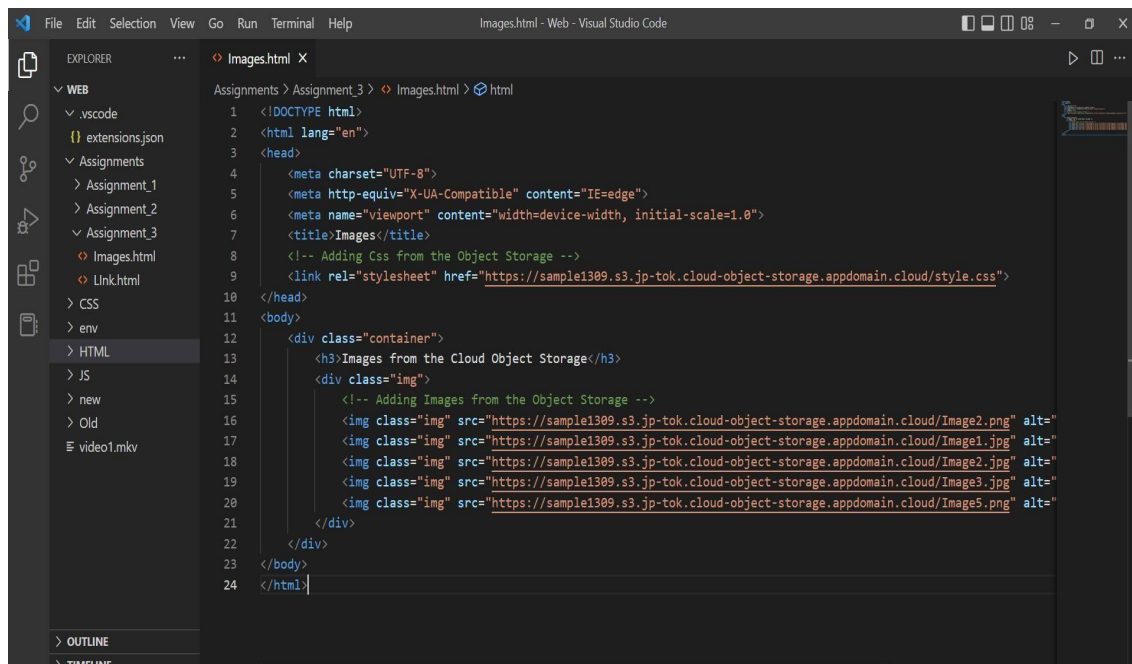 File Edit Selection View Go Run Terminal Help Images.html - Web - Visual Studio Code
EXPLORER ... Images.html X
WEB
.vscode
{} extensions.json
Assignments
Assignment_1
Assignment_2
Assignment_3
<> Images.html
<> LInk.html
CSS
env
HTML
JS
new
Old
video1.mkv
OUTLINE
TIMELINE
Assignments > Assignment_3 > <> Images.html > html
1 <!DOCTYPE html>
2 <html lang="en">
3 <head>
4 <meta charset="UTF-8">
5 <meta http-equiv="X-UA-Compatible" content="IE=edge">
6 <meta name="viewport" content="width=device-width, initial-scale=1.0">
7 <title>Images</title>
8 <!-- Adding Css from the Object Storage -->
9 <link rel="stylesheet" href="https://sample1309.s3.jp-tok.cloud-object-storage.appdomain.cloud/style.css">
10 </head>
11 <body>
12 <div class="container">
13 <h3>Images from the Cloud Object Storage</h3>
14 <div class="img">
15 <!-- Adding Images from the Object Storage -->
16 <img class="img" src="https://sample1309.s3.jp-tok.cloud-object-storage.appdomain.cloud/Image2.png" alt="
17 <img class="img" src="https://sample1309.s3.jp-tok.cloud-object-storage.appdomain.cloud/Image1.jpg" alt="
18 <img class="img" src="https://sample1309.s3.jp-tok.cloud-object-storage.appdomain.cloud/Image2.jpg" alt="
19 <img class="img" src="https://sample1309.s3.jp-tok.cloud-object-storage.appdomain.cloud/Image3.jpg" alt="
20 <img class="img" src="https://sample1309.s3.jp-tok.cloud-object-storage.appdomain.cloud/Image5.png" alt="
21 </div>
22 </div>
23 </body>
24 </html>